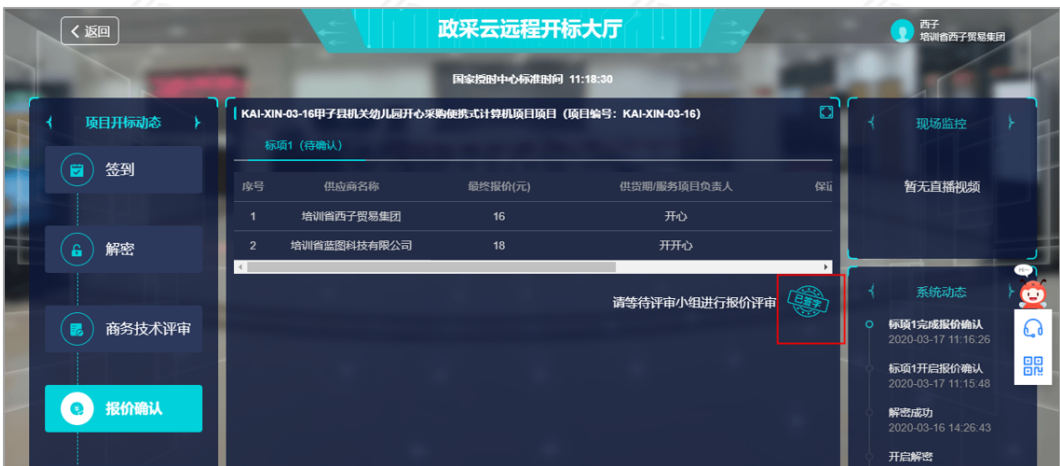 返回
政采云远程开标大厅
西子
培训省西子贸易集团
国家授时中心标准时间 11:18:30
项目开标动态
签到
解密
商务技术评审
报价确认
KAI-XIN-03-16甲子县机关幼儿园开心采购便携式计算机项目项目（项目编号：KAI-XIN-03-16）
标项1（待确认）
序号 供应商名称 最终报价(元) 供货期/服务项目负责人 保证
1 培训省西子贸易集团 16 开心
2 培训省蓝图科技有限公司 18 开开心
请等待评审小组进行报价评审
已签字
现场监控
暂无直播视频
系统动态
标项1完成报价确认
2020-03-17 11:16:26
标项1开启报价确认
2020-03-17 11:15:48
解密成功
2020-03-16 14:26:43
开启解密